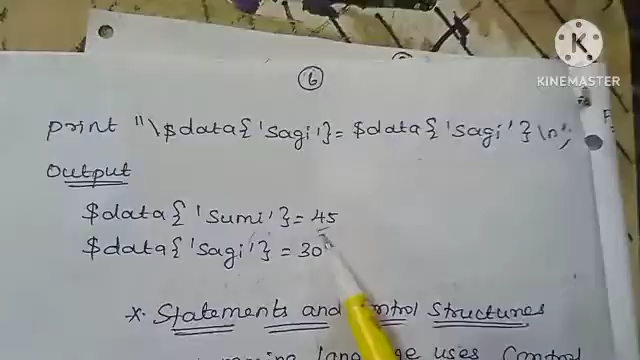 6
K
KINEMASTER
print "\$data{'Sagi'}= $data{'Sagi'}\n";
Output
$data{'Sumi'}= 45
$data{'Sagi'} = 30
* Statements and Control Structures
language uses Control